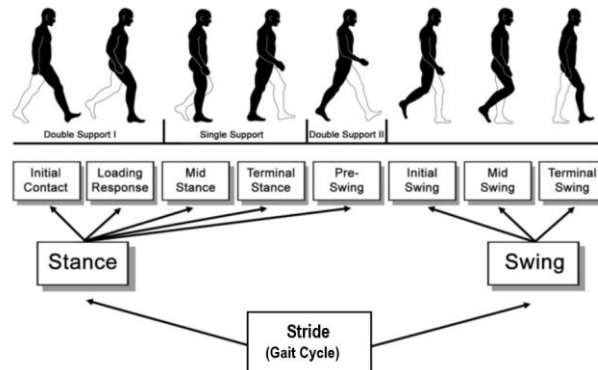 Double Support I
Single Support
Double Support II
Initial
Contact
Loading
Response
Mid
Stance
Terminal
Stance
Pre-
Swing
Initial
Swing
Mid
Swing
Terminal
Swing
Stance
Swing
Stride
(Gait Cycle)